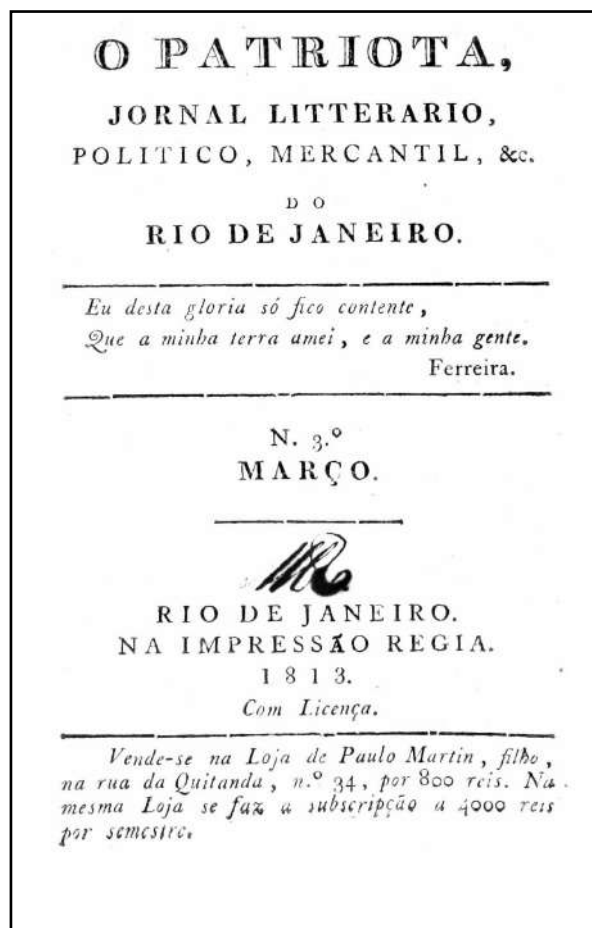 O PATRIOTA,
JORNAL LITTERARIO,
POLITICO, MERCANTIL, &c.
DO
RIO DE JANEIRO.
Eu desta gloria só fico contente,
Que a minha terra amei, e a minha gente.
Ferreira.
N. 3.º
MARÇO.
RIO DE JANEIRO.
NA IMPRESSÃO REGIA.
1813.
Com Licença.
Vende-se na Loja de Paulo Martin, filho,
na rua da Quitanda, n.º 34, por 800 reis. Na
mesma Loja se faz a subscripção a 4000 reis
por semestre.